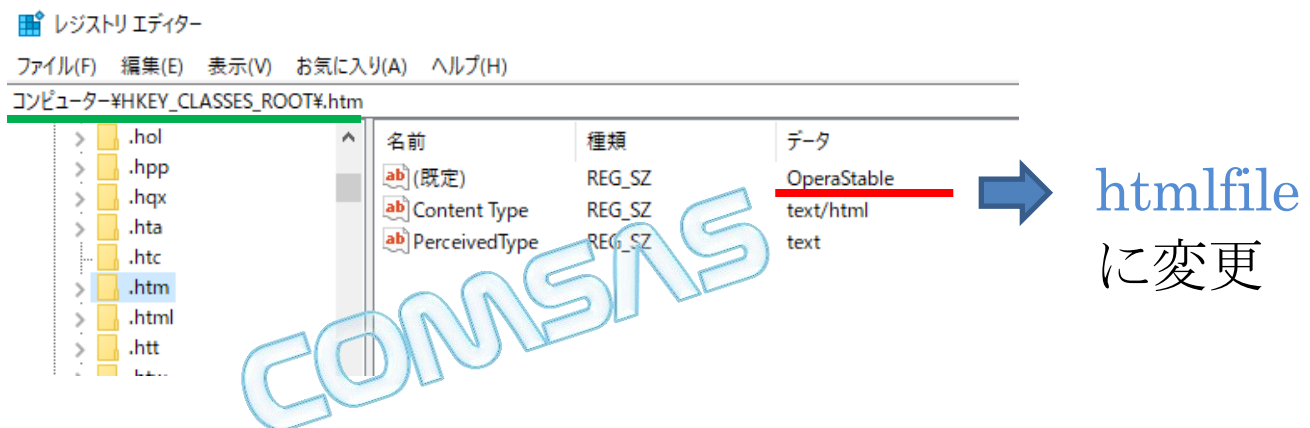 レジストリ エディター
ファイル(F) 編集(E) 表示(V) お気に入り(A) ヘルプ(H)
コンピューター¥HKEY_CLASSES_ROOT¥.htm
.hol
.hpp
.hqx
.hta
.htc
.htm
.html
.htt
名前 種類 データ
ab (既定) REG_SZ OperaStable
ab Content Type REG_SZ text/html
ab PerceivedType REG_SZ text
htmlfile
に変更
COMSAS